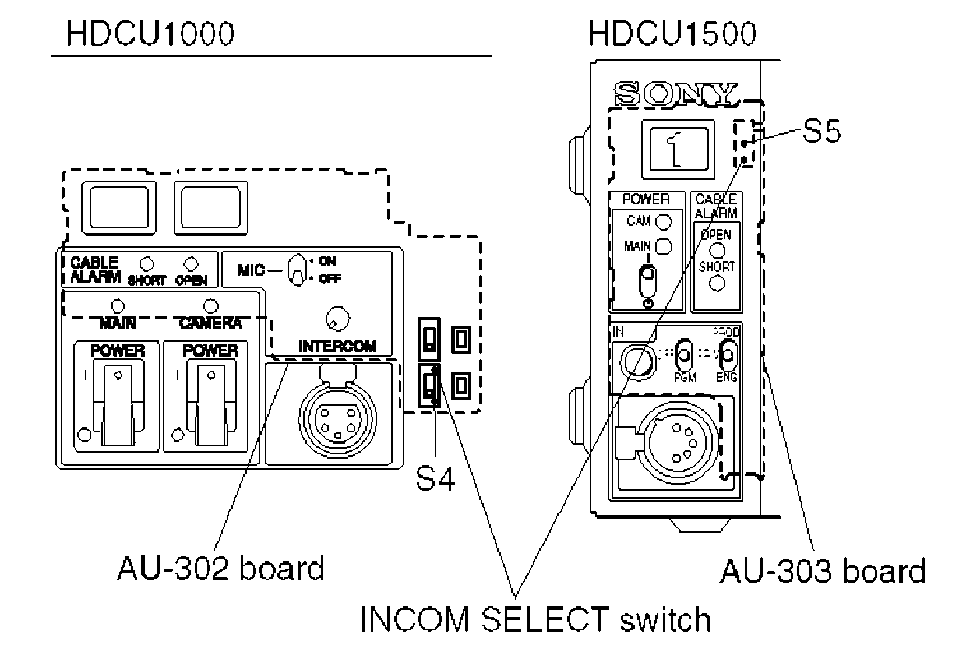 HDCU1000
HDCU1500
SONY
S5
1
POWER
CABLE
ALARM
CAM
MAIN
OPEN
SHORT
CABLE
ALARM
SHORT
OPEN
MIC
ON
OFF
MAIN
CAMERA
INTERCOM
POWER
POWER
IN
PROD
PGM
ENG
S4
AU-302 board
AU-303 board
INCOM SELECT switch